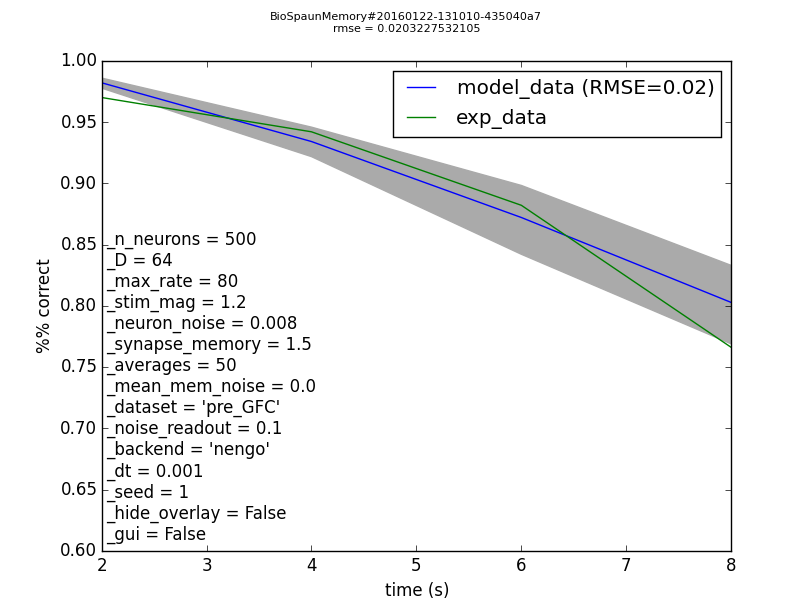 BioSpaunMemory#20160122-131010-435040a7
rmse = 0.0203227532105
model_data (RMSE=0.02)
exp_data
1.00
0.95
0.90
0.85
0.80
0.75
0.70
0.65
0.60
%% correct
_n_neurons = 500
_D = 64
_max_rate = 80
_stim_mag = 1.2
_neuron_noise = 0.008
_synapse_memory = 1.5
_averages = 50
_mean_mem_noise = 0.0
_dataset = 'pre_GFC'
_noise_readout = 0.1
_backend = 'nengo'
_dt = 0.001
_seed = 1
_hide_overlay = False
_gui = False
2 3 4 5 6 7 8
time (s)